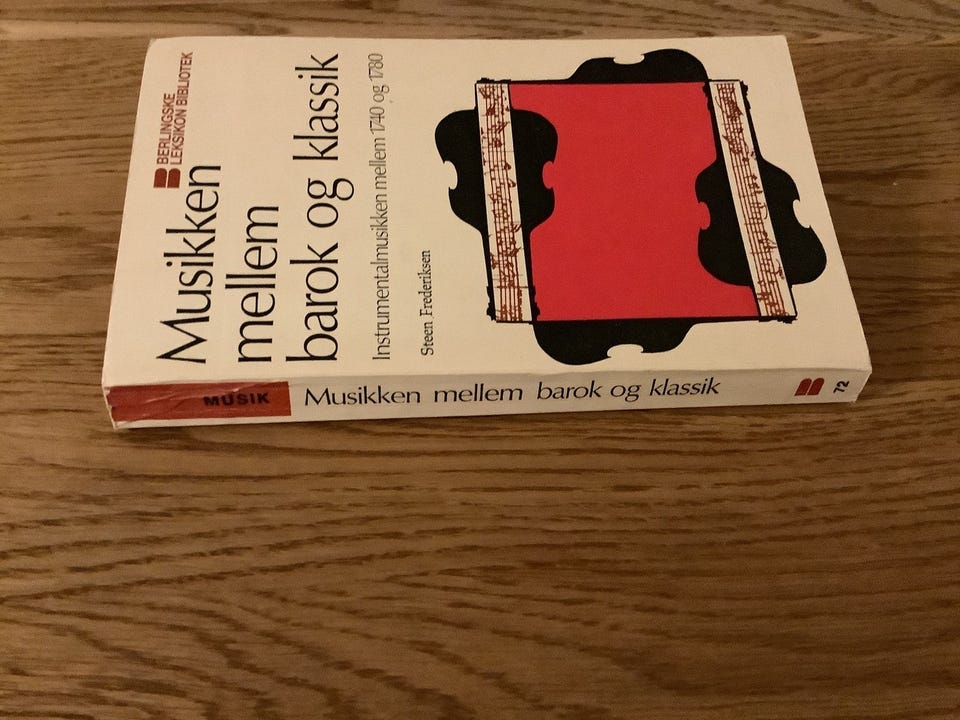 BERLINGSKE
LEKSIKON BIBLIOTEK
Musikken
mellem
barok og klassik
Instrumentalmusikken mellem 1740 og 1780
Steen Frederiksen
MUSIK
Musikken mellem barok og klassik
72